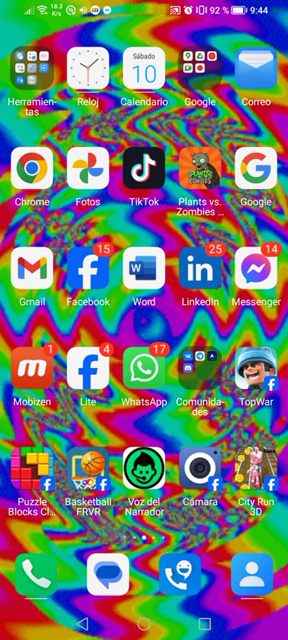 18.3
K/s
92 %
9:44
Herramien-
tas
Reloj
Sábado
10
Calendario
Google
Correo
Chrome
Fotos
TikTok
PLANTS
ZOMBIES
Plants vs.
Zombies ...
Google
Gmail
15
Facebook
W
Word
25
in
LinkedIn
14
Messenger
1
Mobizen
4
Lite
17
WhatsApp
Comunida-
des
TopWar
Puzzle
Blocks Cl...
Basketball
FRVR
Voz del
Narrador
Cámara
City Run
3D